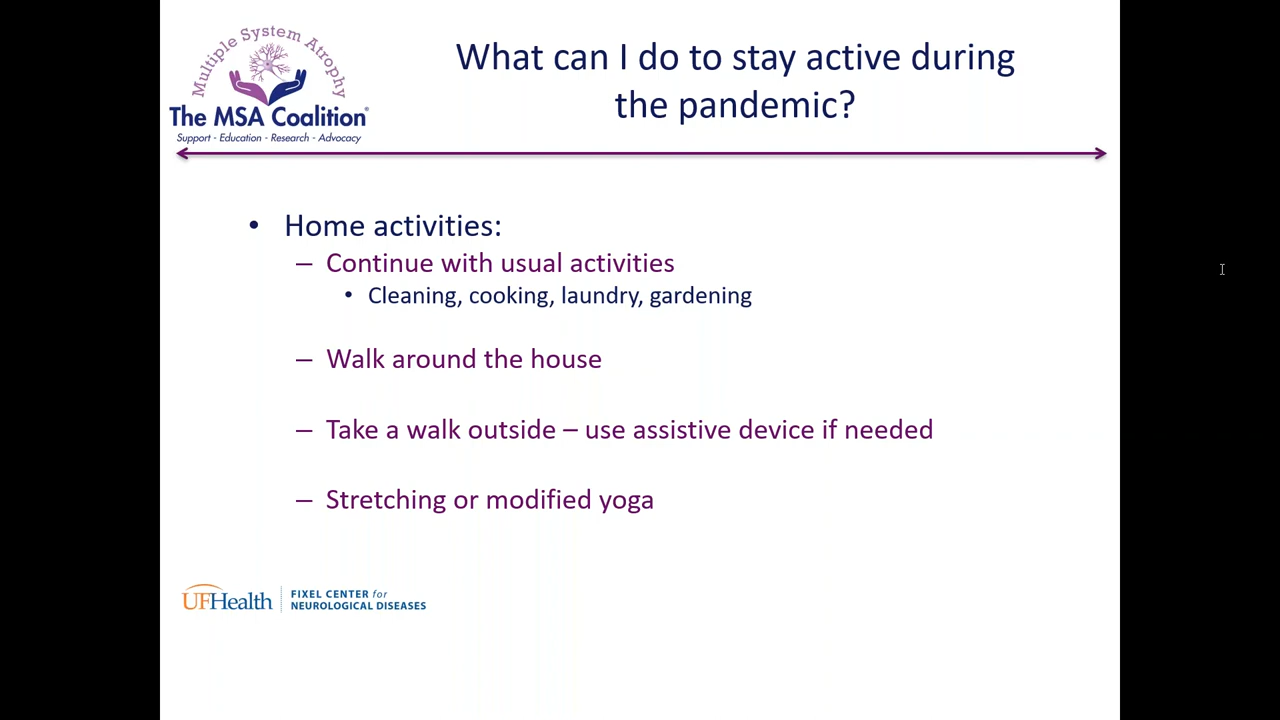 Multiple System Atrophy
The MSA Coalition®
Support - Education - Research - Advocacy
What can I do to stay active during
the pandemic?
• Home activities:
– Continue with usual activities
• Cleaning, cooking, laundry, gardening
– Walk around the house
– Take a walk outside – use assistive device if needed
– Stretching or modified yoga
UFHealth
FIXEL CENTER for
NEUROLOGICAL DISEASES